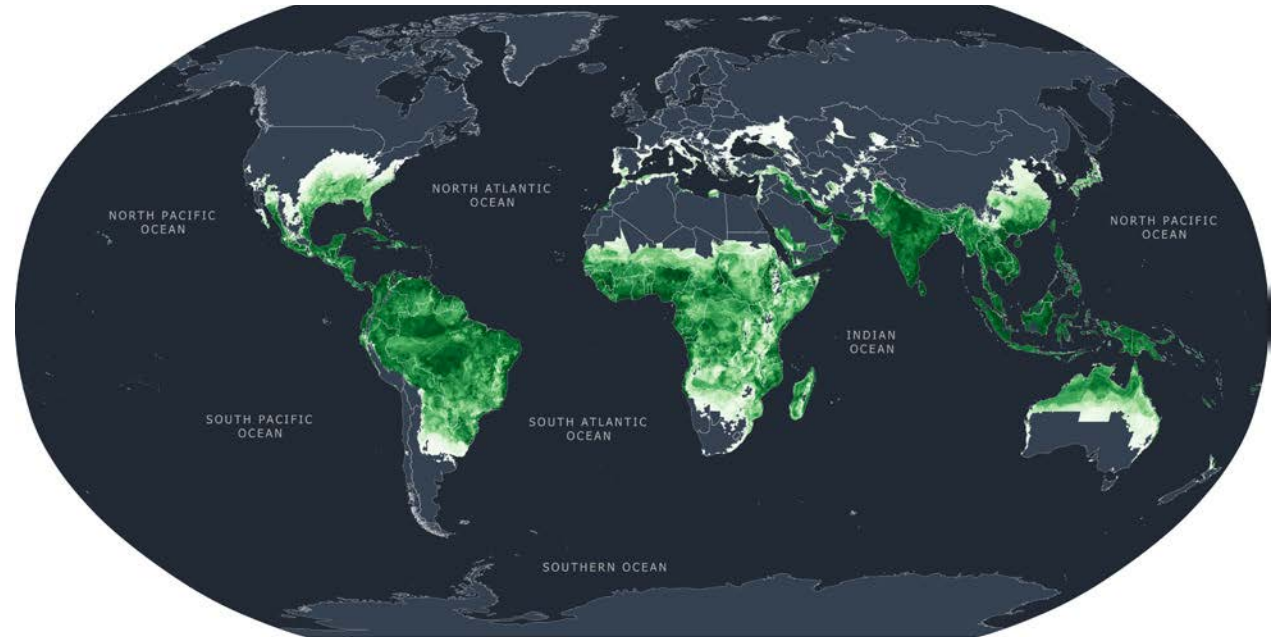 NORTH ATLANTIC
OCEAN
NORTH PACIFIC
OCEAN
NORTH PACIFIC
OCEAN
INDIAN
OCEAN
SOUTH PACIFIC
OCEAN
SOUTH ATLANTIC
OCEAN
SOUTHERN OCEAN